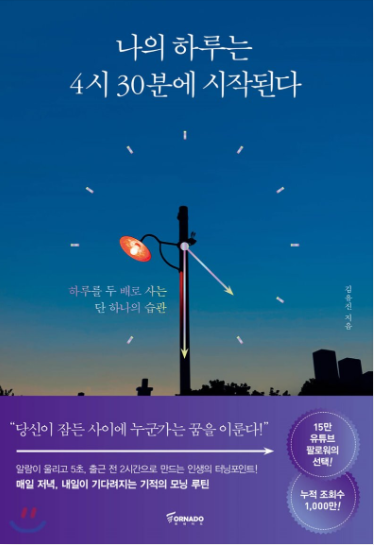 나의 하루는
4시 30분에 시작된다
하루를 두 배로 사는
단 하나의 습관
김유진 지음
“당신이 잠든 사이에 누군가는 꿈을 이룬다!”
알람이 울리고 5초, 출근 전 2시간으로 만드는 인생의 터닝포인트!
매일 저녁, 내일이 기다려지는 기적의 모닝 루틴
15만
유튜브
팔로워의
선택!
누적 조회수
1,000만!
TORNADO